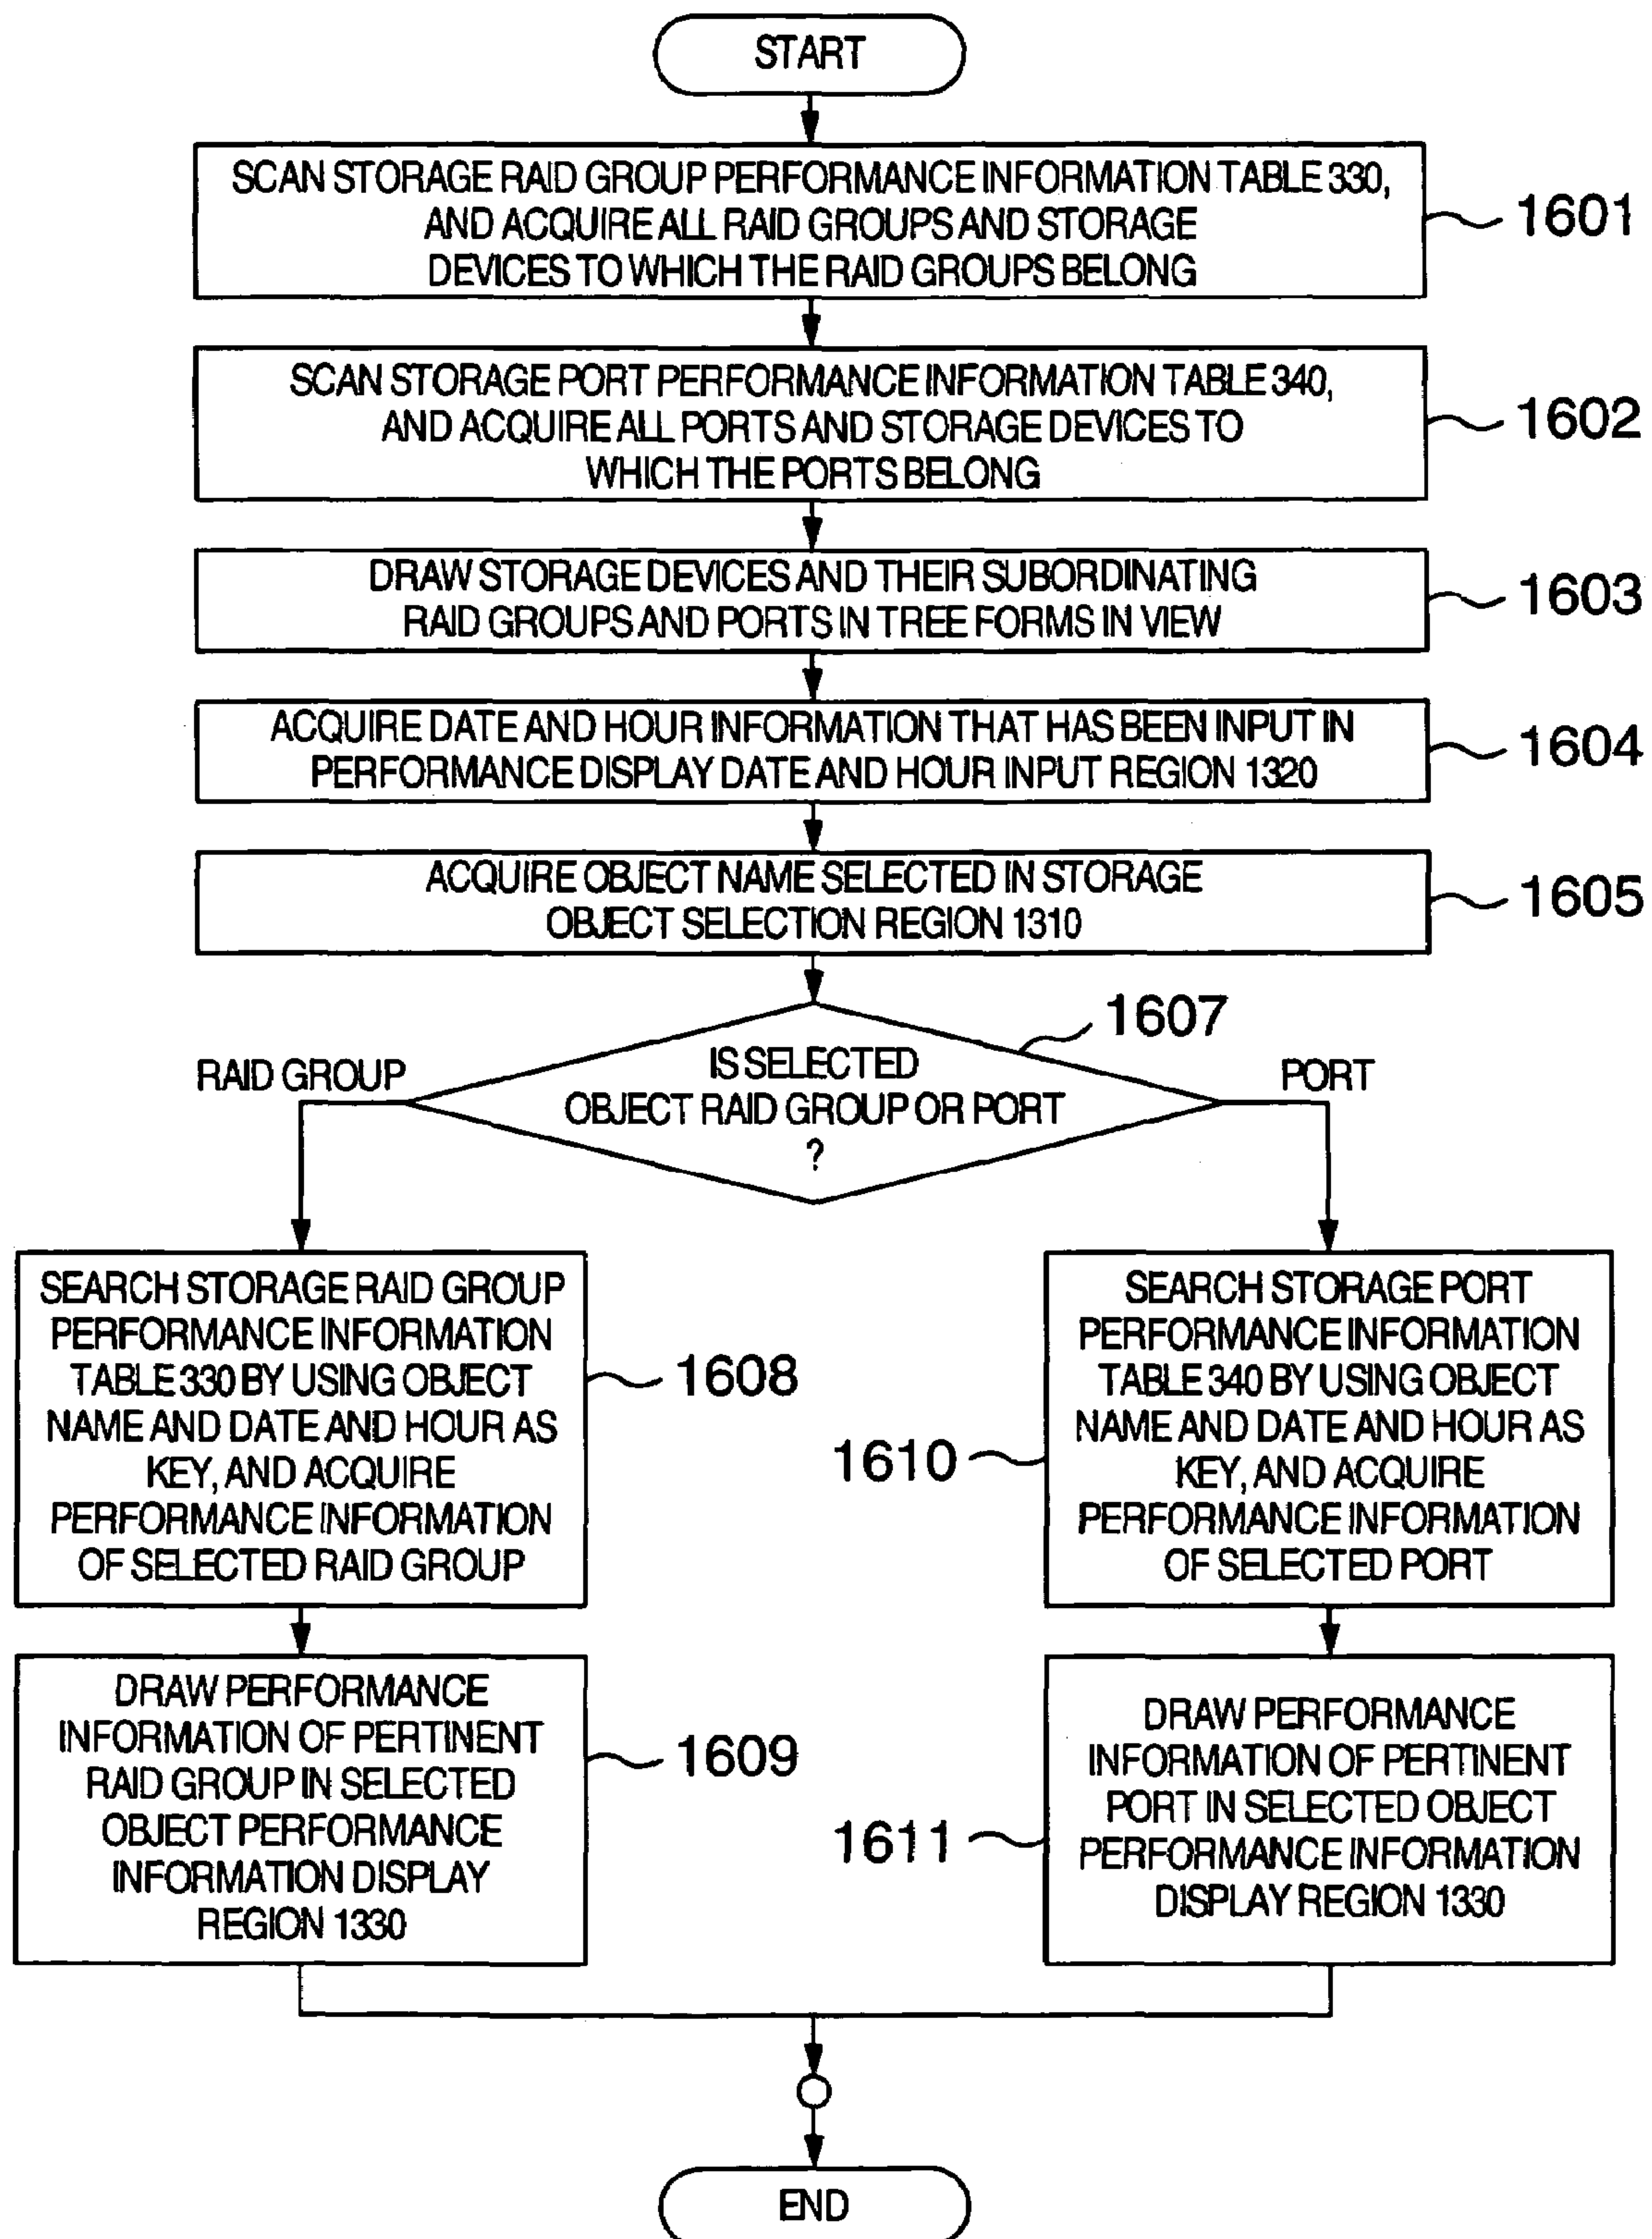 START
SCAN STORAGE RAID GROUP PERFORMANCE INFORMATION TABLE 330,
AND ACQUIRE ALL RAID GROUPS AND STORAGE
DEVICES TO WHICH THE RAID GROUPS BELONG
1601
SCAN STORAGE PORT PERFORMANCE INFORMATION TABLE 340,
AND ACQUIRE ALL PORTS AND STORAGE DEVICES TO
WHICH THE PORTS BELONG
1602
DRAW STORAGE DEVICES AND THEIR SUBORDINATING
RAID GROUPS AND PORTS IN TREE FORMS IN VIEW
1603
ACQUIRE DATE AND HOUR INFORMATION THAT HAS BEEN INPUT IN
PERFORMANCE DISPLAY DATE AND HOUR INPUT REGION 1320
1604
ACQUIRE OBJECT NAME SELECTED IN STORAGE
OBJECT SELECTION REGION 1310
1605
1607
IS SELECTED
OBJECT RAID GROUP OR PORT
?
RAID GROUP
PORT
SEARCH STORAGE RAID GROUP
PERFORMANCE INFORMATION
TABLE 330 BY USING OBJECT
NAME AND DATE AND HOUR AS
KEY, AND ACQUIRE
PERFORMANCE INFORMATION
OF SELECTED RAID GROUP
1608
SEARCH STORAGE PORT
PERFORMANCE INFORMATION
TABLE 340 BY USING OBJECT
NAME AND DATE AND HOUR AS
KEY, AND ACQUIRE
PERFORMANCE INFORMATION
OF SELECTED PORT
1610
DRAW PERFORMANCE
INFORMATION OF PERTINENT
RAID GROUP IN SELECTED
OBJECT PERFORMANCE
INFORMATION DISPLAY
REGION 1330
1609
DRAW PERFORMANCE
INFORMATION OF PERTINENT
PORT IN SELECTED OBJECT
PERFORMANCE INFORMATION
DISPLAY REGION 1330
1611
END